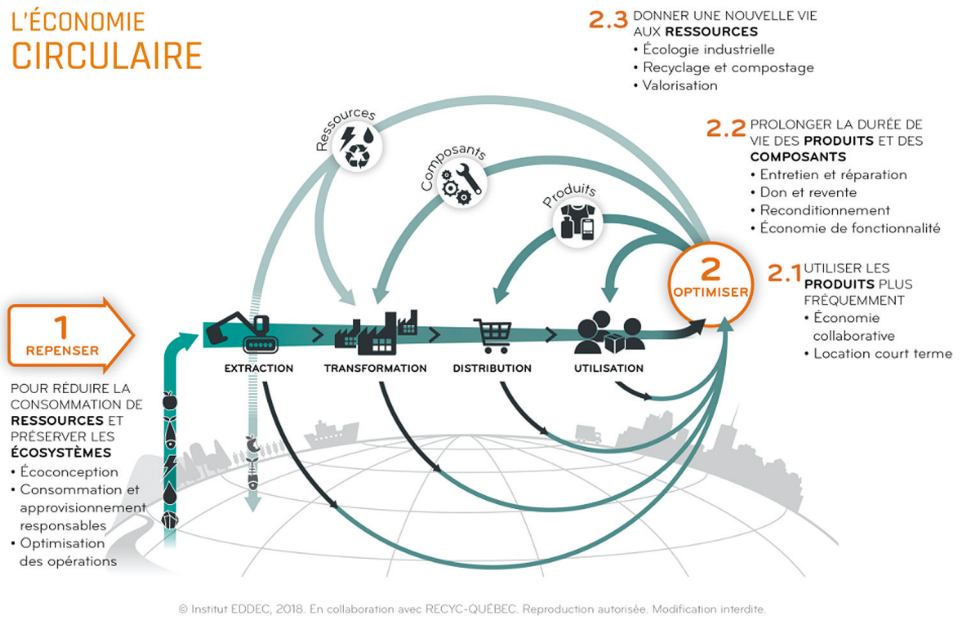 L'ÉCONOMIE
CIRCULAIRE
2.3 DONNER UNE NOUVELLE VIE
AUX RESSOURCES
• Écologie industrielle
• Recyclage et compostage
• Valorisation
2.2 PROLONGER LA DURÉE DE
VIE DES PRODUITS ET DES
COMPOSANTS
• Entretien et réparation
• Don et revente
• Reconditionnement
• Économie de fonctionnalité
2.1 UTILISER LES
PRODUITS PLUS
FRÉQUEMMENT
• Économie
collaborative
• Location court terme
Ressources
Composants
Produits
2
OPTIMISER
1
REPENSER
EXTRACTION
TRANSFORMATION
DISTRIBUTION
UTILISATION
POUR RÉDUIRE LA
CONSOMMATION DE
RESSOURCES ET
PRÉSERVER LES
ÉCOSYSTÈMES
• Écoconception
• Consommation et
approvisionnement
responsables
• Optimisation
des opérations
© Institut EDDEC, 2018. En collaboration avec RECYC-QUÉBEC. Reproduction autorisée. Modification interdite.